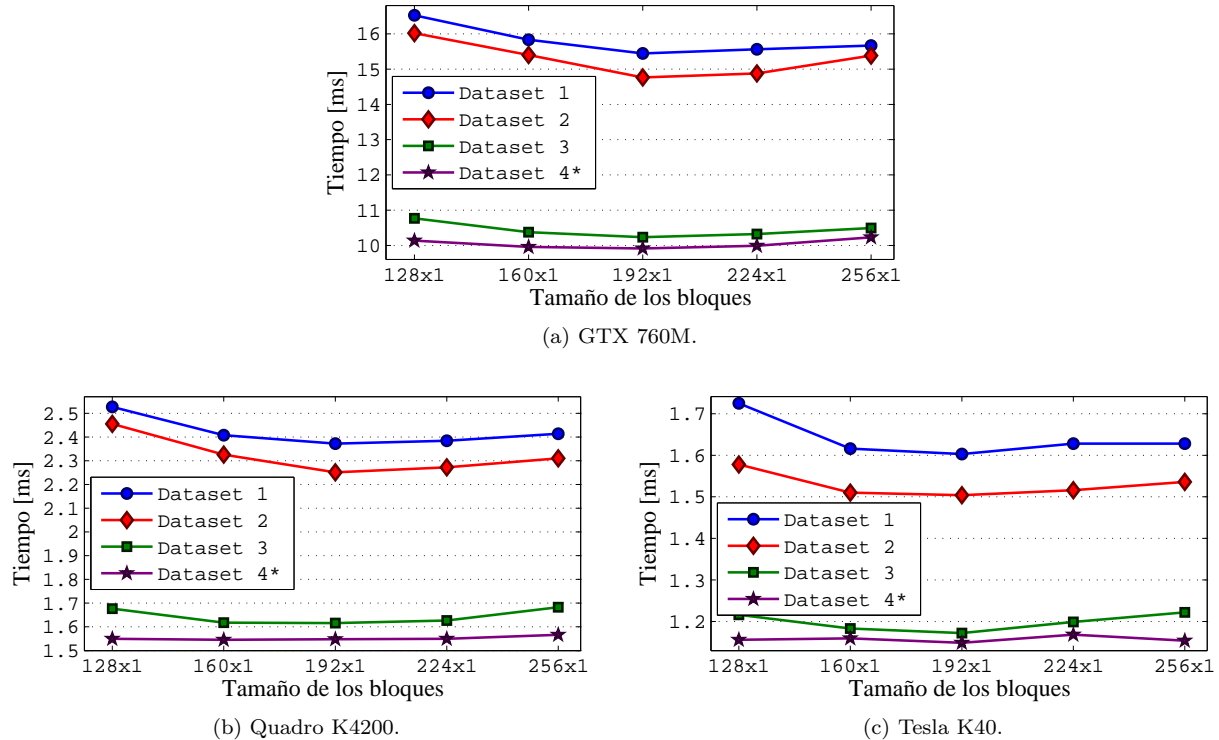 16
15
14
13
12
11
10
Tiempo [ms]
Dataset 1
Dataset 2
Dataset 3
Dataset 4*
128x1 160x1 192x1 224x1 256x1
Tamaño de los bloques
(a) GTX 760M.
2.5
2.4
2.3
2.2
2.1
2
1.9
1.8
1.7
1.6
1.5
Tiempo [ms]
Dataset 1
Dataset 2
Dataset 3
Dataset 4*
128x1 160x1 192x1 224x1 256x1
Tamaño de los bloques
(b) Quadro K4200.
1.7
1.6
1.5
1.4
1.3
1.2
Tiempo [ms]
Dataset 1
Dataset 2
Dataset 3
Dataset 4*
128x1 160x1 192x1 224x1 256x1
Tamaño de los bloques
(c) Tesla K40.